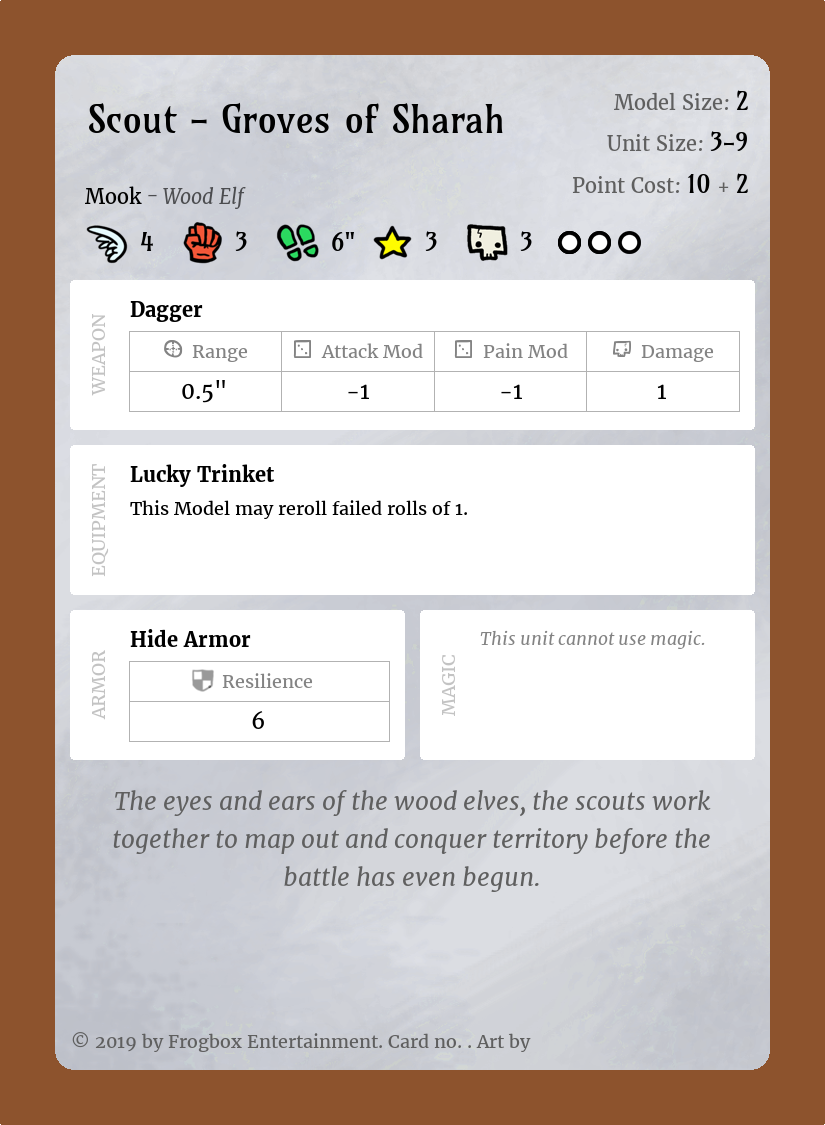 Scout – Groves of Sharah
Model Size: 2
Unit Size: 3–9
Point Cost: 10 + 2
Mook – Wood Elf
4 3 6" 3 3
WEAPON
Dagger
Range Attack Mod Pain Mod Damage
0.5" -1 -1 1
EQUIPMENT
Lucky Trinket
This Model may reroll failed rolls of 1.
ARMOR
Hide Armor
Resilience
6
MAGIC
This unit cannot use magic.
The eyes and ears of the wood elves, the scouts work
together to map out and conquer territory before the
battle has even begun.
© 2019 by Frogbox Entertainment. Card no. . Art by